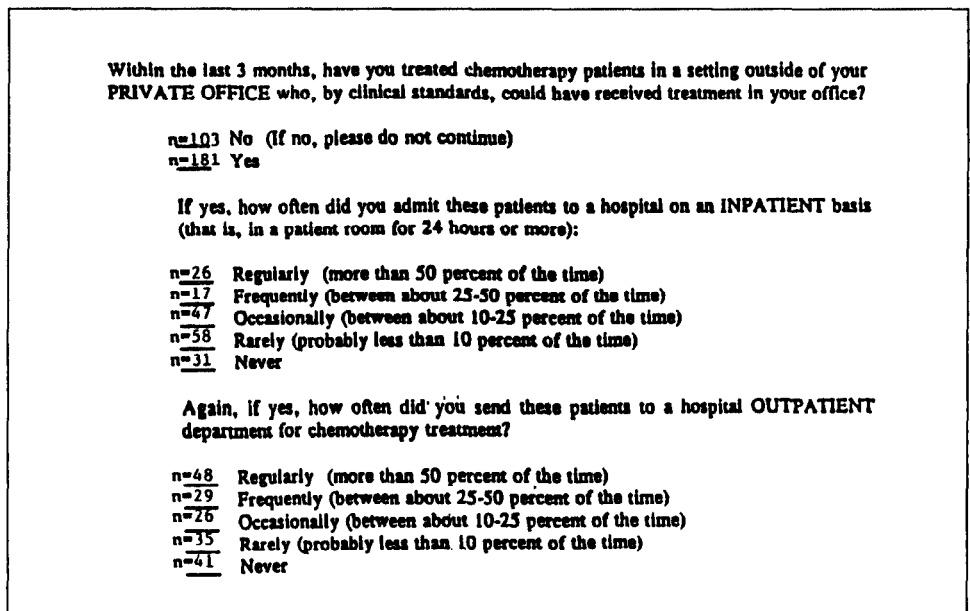 Within the last 3 months, have you treated chemotherapy patients in a setting outside of your
PRIVATE OFFICE who, by clinical standards, could have received treatment in your office?
n=103 No (If no, please do not continue)
n=181 Yes
If yes, how often did you admit these patients to a hospital on an INPATIENT basis
(that is, in a patient room for 24 hours or more):
n=26 Regularly (more than 50 percent of the time)
n=17 Frequently (between about 25-50 percent of the time)
n=47 Occasionally (between about 10-25 percent of the time)
n=58 Rarely (probably less than 10 percent of the time)
n=31 Never
Again, if yes, how often did you send these patients to a hospital OUTPATIENT
department for chemotherapy treatment?
n=48 Regularly (more than 50 percent of the time)
n=29 Frequently (between about 25-50 percent of the time)
n=26 Occasionally (between about 10-25 percent of the time)
n=35 Rarely (probably less than 10 percent of the time)
n=41 Never